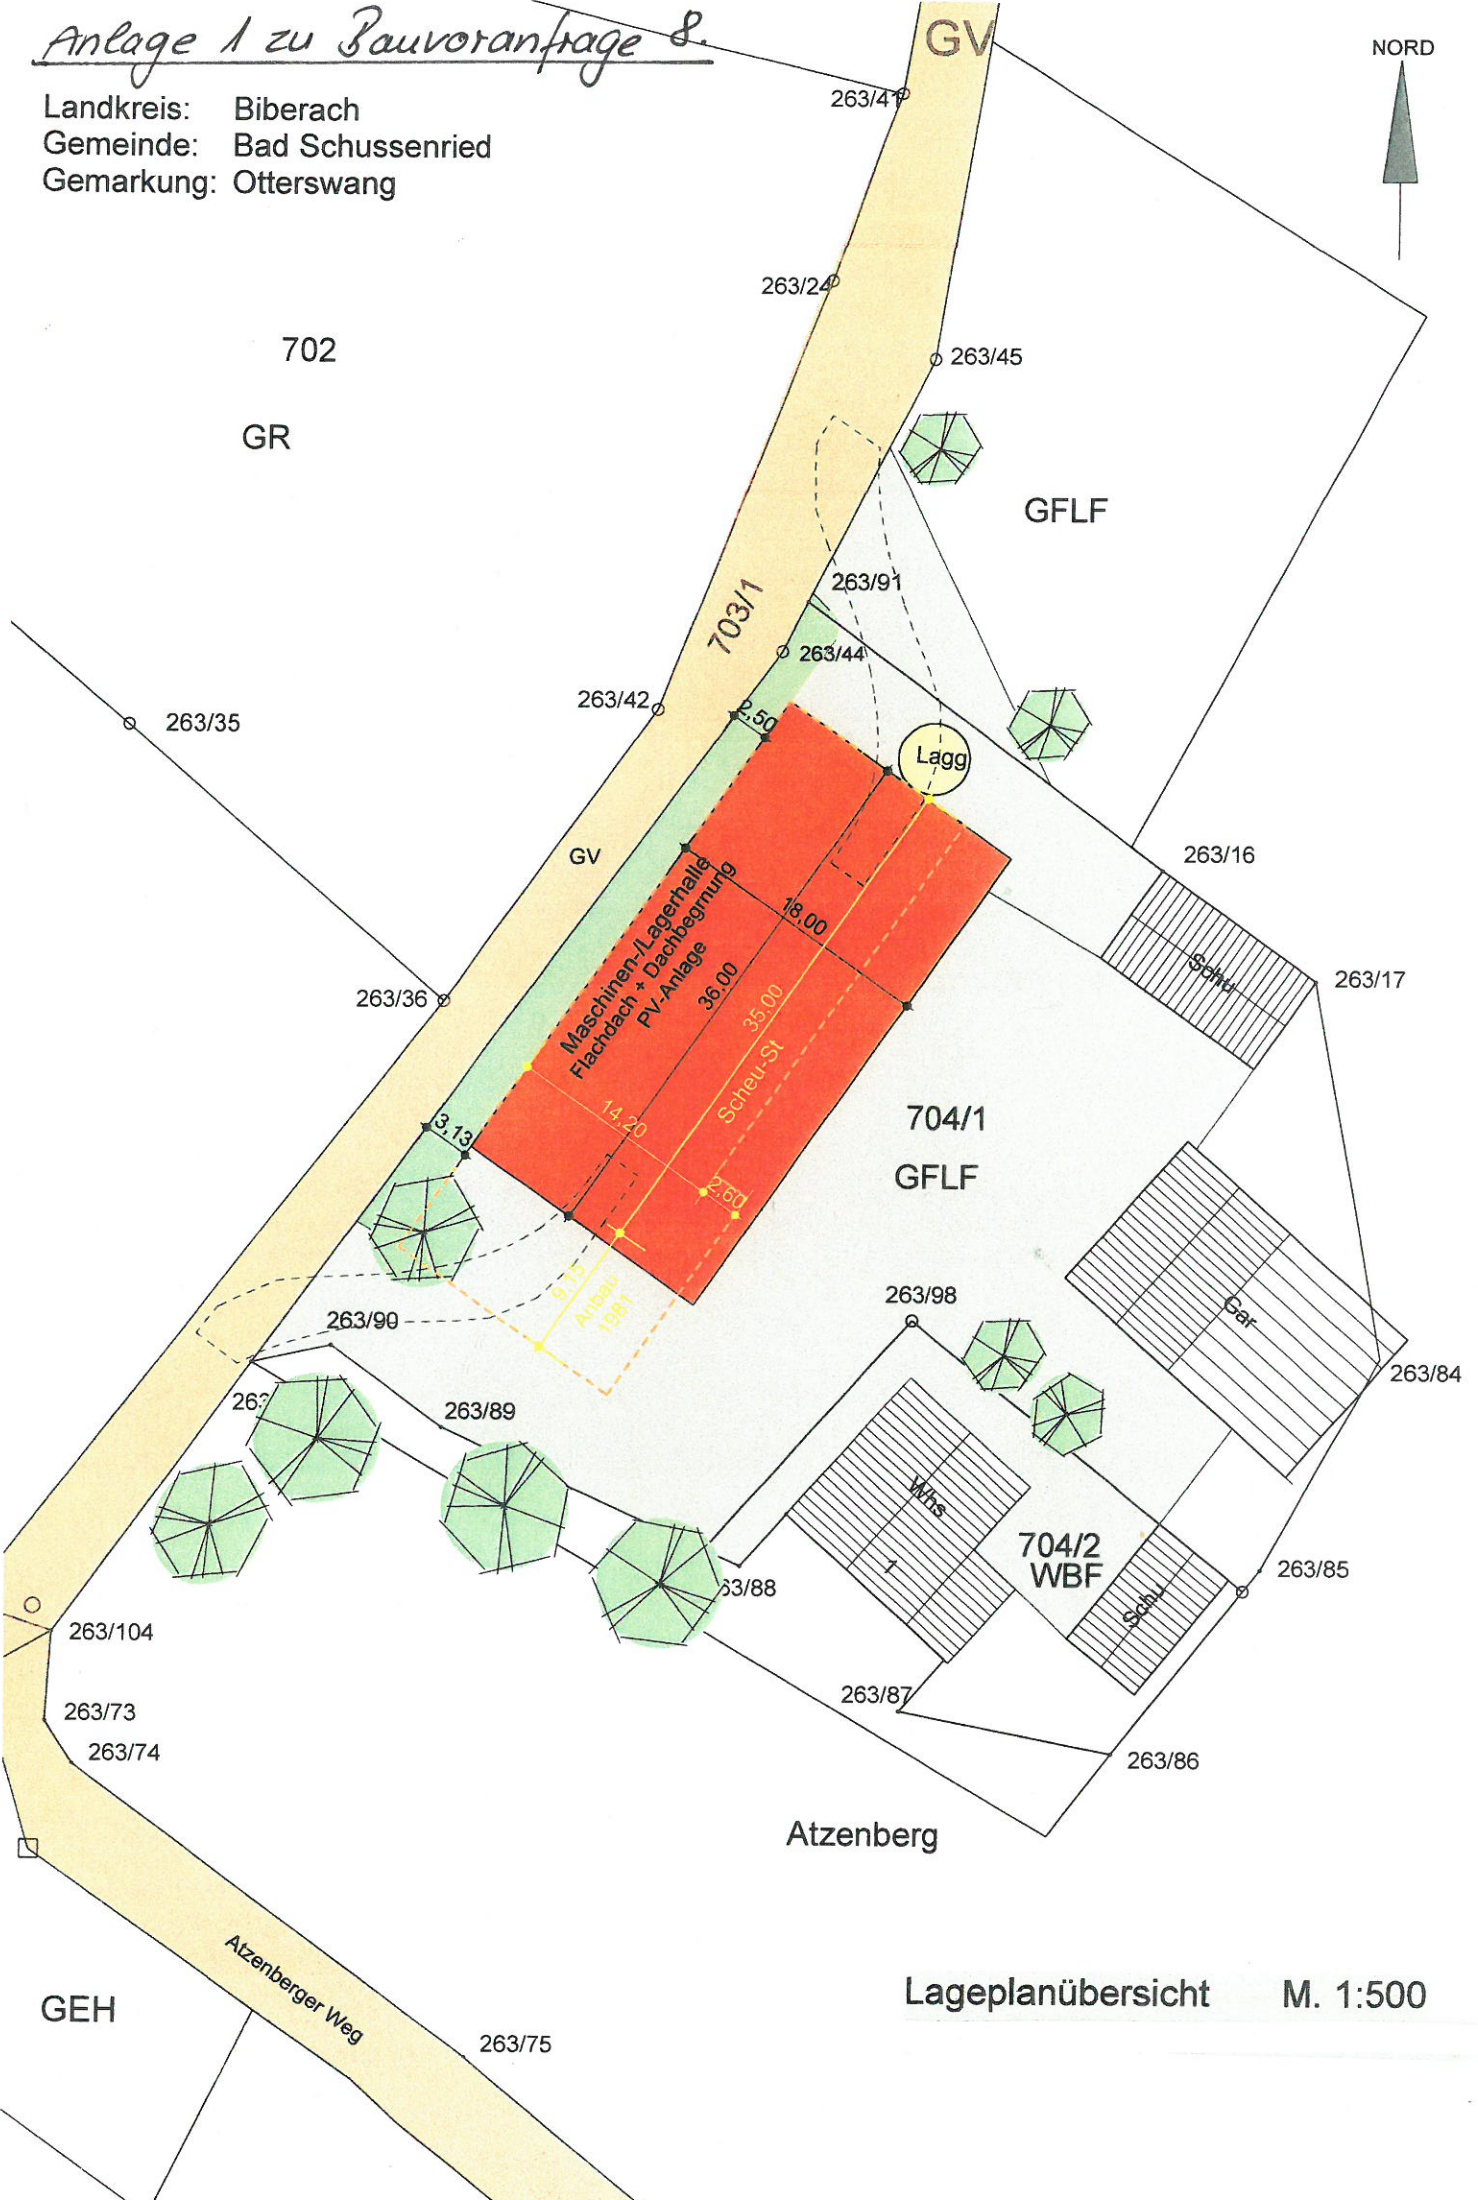 Anlage 1 zu Bauvoranfrage 8.
Landkreis: Biberach
Gemeinde: Bad Schussenried
Gemarkung: Otterswang
GV
NORD
263/41
263/24
702
263/45
GR
GFLF
263/91
703/1
263/44
263/42
263/35
2,50
Lagg
GV
263/16
18,00
Schu
263/17
Maschinen-/Lagerhalle
Flachdach + Dachbegrnung
PV-Anlage
36,00
263/36
35,00
Scheu-St
704/1
14,20
3,13
GFLF
2,60
9,15
Anbau
1981
263/98
263/90
Gar
263/84
263
263/89
Whs
1
704/2
WBF
263/85
63/88
Schu
263/104
263/87
263/73
263/74
263/86
Atzenberg
Atzenberger Weg
Lageplanübersicht M. 1:500
GEH
263/75